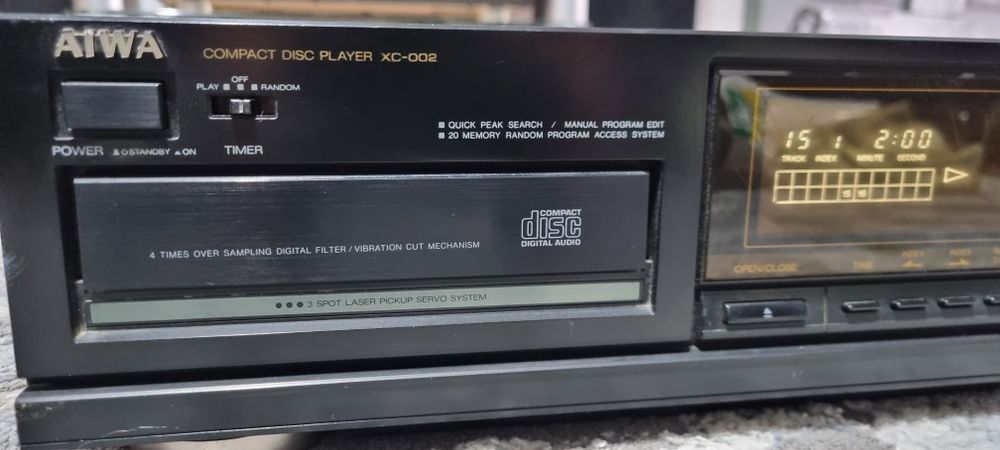 AIWA
COMPACT DISC PLAYER XC-002
OFF
PLAY RANDOM
TIMER
POWER STANDBY ON
■ QUICK PEAK SEARCH / MANUAL PROGRAM EDIT
■ 20 MEMORY RANDOM PROGRAM ACCESS SYSTEM
COMPACT
disc
DIGITAL AUDIO
4 TIMES OVER SAMPLING DIGITAL FILTER / VIBRATION CUT MECHANISM
●●● 3 SPOT LASER PICKUP SERVO SYSTEM
15 1 2:00
TRACK INDEX MINUTE SECOND
15 16
OPEN/CLOSE TIME INDEX INDEX